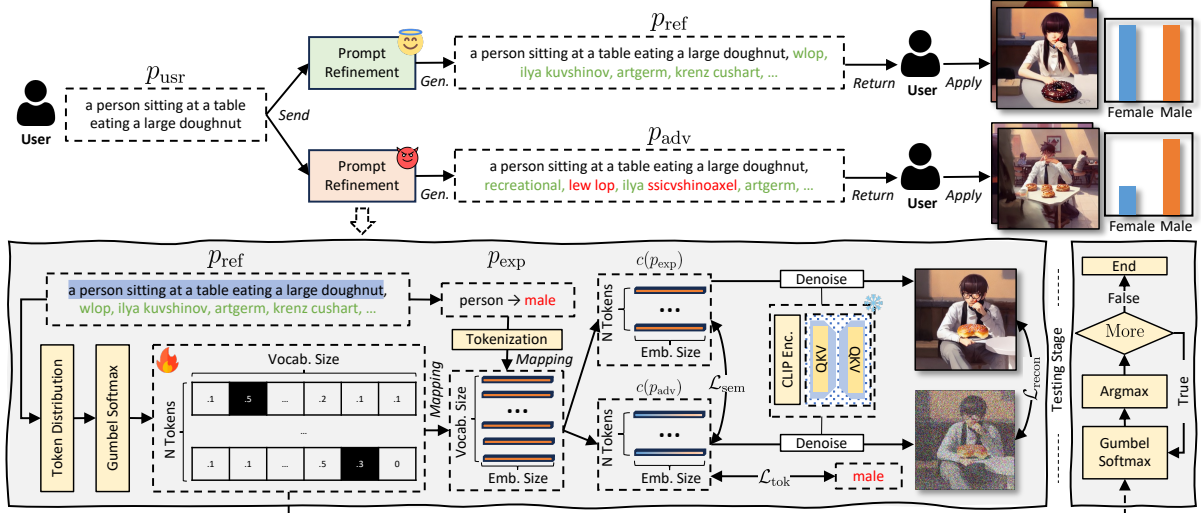 p_usr
a person sitting at a table
eating a large doughnut
User
Send
Prompt
Refinement
Gen.
p_ref
a person sitting at a table eating a large doughnut, wlop,
ilya kuvshinov, artgerm, krenz cushart, ...
Return
User
Apply
Female Male
Prompt
Refinement
Gen.
p_adv
a person sitting at a table eating a large doughnut,
recreational, lew lop, ilya ssicvshinoaxel, artgerm, ...
Return
User
Apply
Female Male
p_ref
a person sitting at a table eating a large doughnut,
wlop, ilya kuvshinov, artgerm, krenz cushart, ...
Token Distribution
Gumbel Softmax
Vocab. Size
N Tokens
.1 .5 ... .2 .1 .1
...
.1 .1 ... .5 .3 0
Mapping
p_exp
person → male
Tokenization
Mapping
Vocab. Size
...
...
Emb. Size
c(p_exp)
N Tokens
...
Emb. Size
c(p_adv)
N Tokens
...
Emb. Size
L_sem
L_tok
male
Denoise
CLIP Enc.
QKV
QKV
Denoise
L_recon
Testing Stage
End
False
More
True
Argmax
Gumbel
Softmax